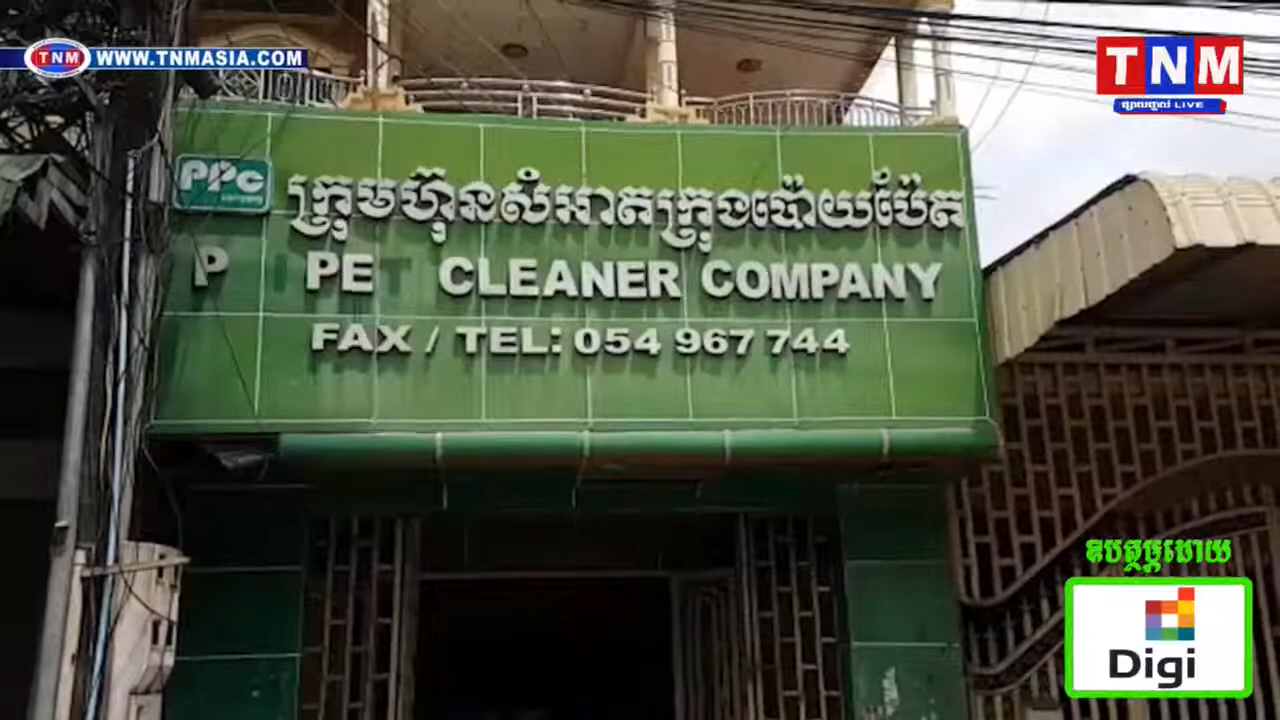 TNM WWW.TNMASIA.COM
TNM
ផ្សាយផ្ទាល់ LIVE
PPc
ក្រុមហ៊ុនសំអាតក្រុងប៉ោយប៉ែត
P PET CLEANER COMPANY
FAX / TEL: 054 967 744
ឧបត្ថម្ភដោយ
Digi